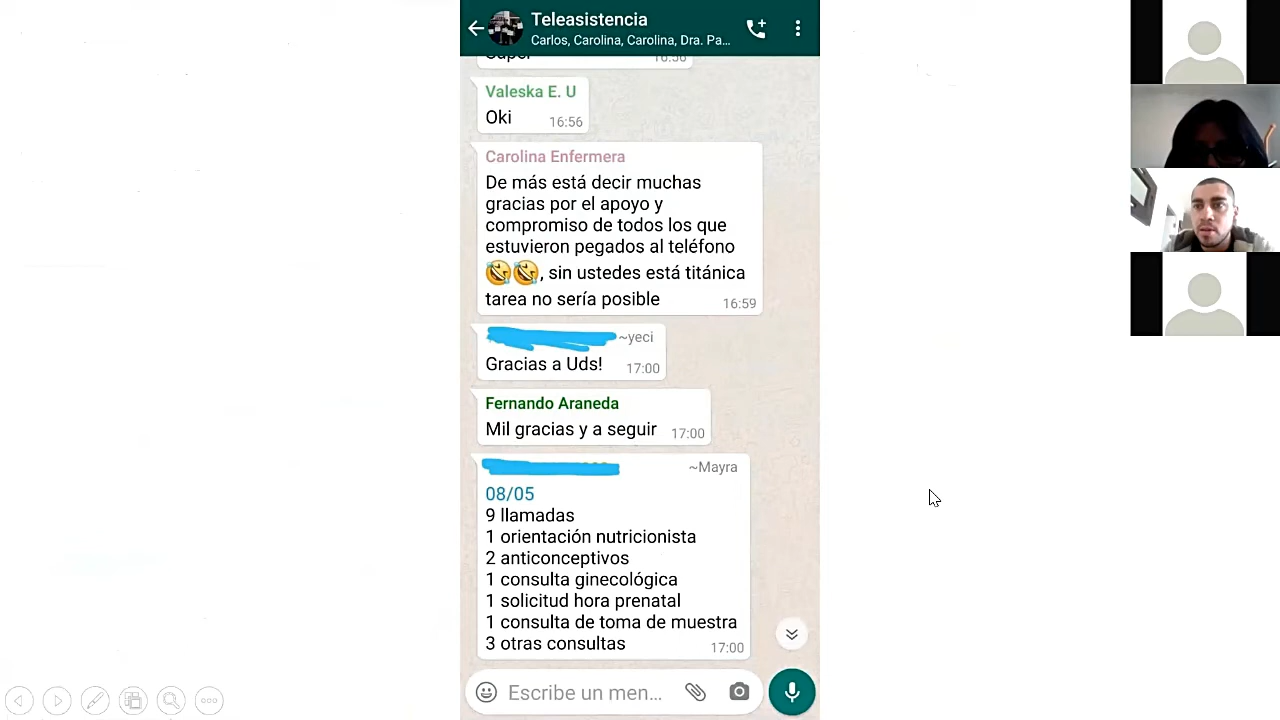 Teleasistencia
Carlos, Carolina, Carolina, Dra. Pa...
16:56
Valeska E. U
Oki 16:56
Carolina Enfermera
De más está decir muchas
gracias por el apoyo y
compromiso de todos los que
estuvieron pegados al teléfono
🤣🤣, sin ustedes está titánica
tarea no sería posible 16:59
~yeci
Gracias a Uds! 17:00
Fernando Araneda
Mil gracias y a seguir 17:00
~Mayra
08/05
9 llamadas
1 orientación nutricionista
2 anticonceptivos
1 consulta ginecológica
1 solicitud hora prenatal
1 consulta de toma de muestra
3 otras consultas 17:00
Escribe un men...